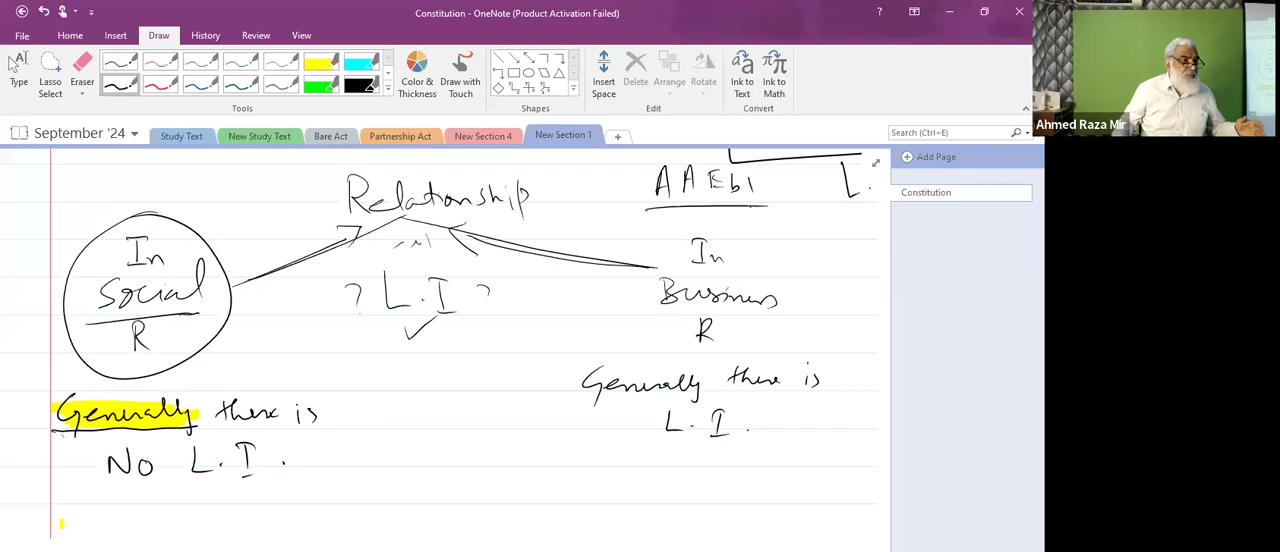 Constitution - OneNote (Product Activation Failed)
File Home Insert Draw History Review View
Type
Lasso Select
Eraser
Color & Thickness
Draw with Touch
Insert Space
Delete
Arrange
Rotate
Ink to Text
Ink to Math
Tools
Shapes
Edit
Convert
September '24
Study Text
New Study Text
Bare Act
Partnership Act
New Section 4
New Section 1
Search (Ctrl+E)
Add Page
Constitution
Ahmed Raza Mir
Relationship
A A E b1
L.
In
Social
R
? L.I ?
In
Business
R
Generally there is
No L.I.
Generally there is
L.I.